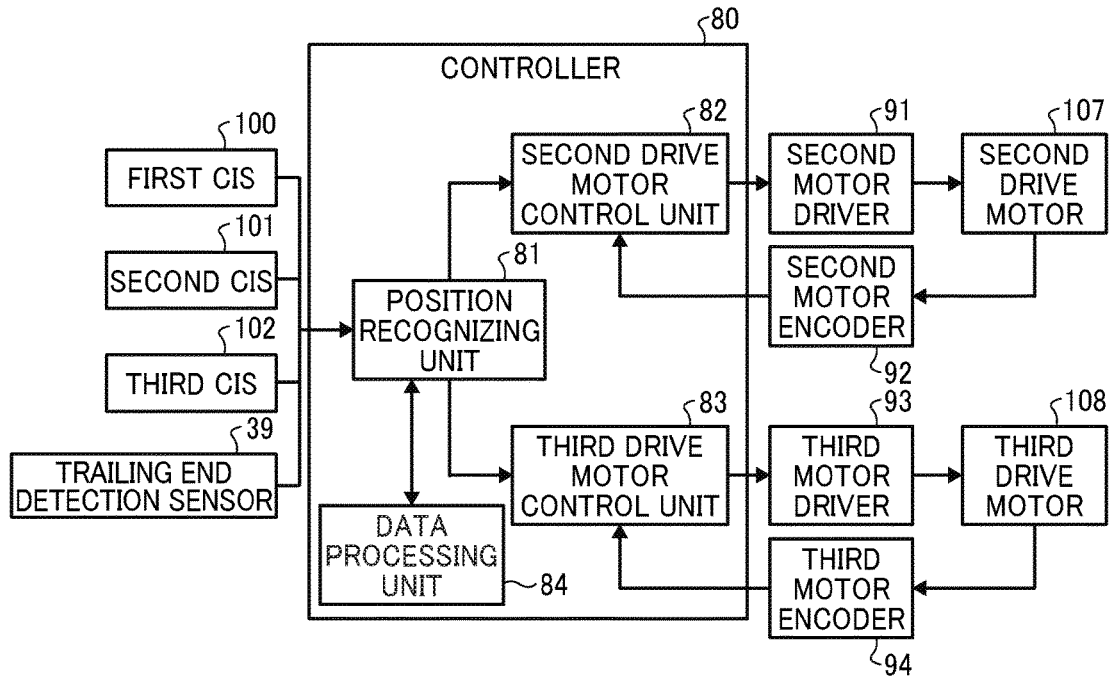 80
CONTROLLER
100
FIRST CIS
101
SECOND CIS
102
THIRD CIS
39
TRAILING END
DETECTION SENSOR
81
POSITION
RECOGNIZING
UNIT
82
SECOND DRIVE
MOTOR
CONTROL UNIT
83
THIRD DRIVE
MOTOR
CONTROL UNIT
DATA
PROCESSING
UNIT
84
91
SECOND
MOTOR
DRIVER
107
SECOND
DRIVE
MOTOR
SECOND
MOTOR
ENCODER
92
93
THIRD
MOTOR
DRIVER
108
THIRD
DRIVE
MOTOR
THIRD
MOTOR
ENCODER
94